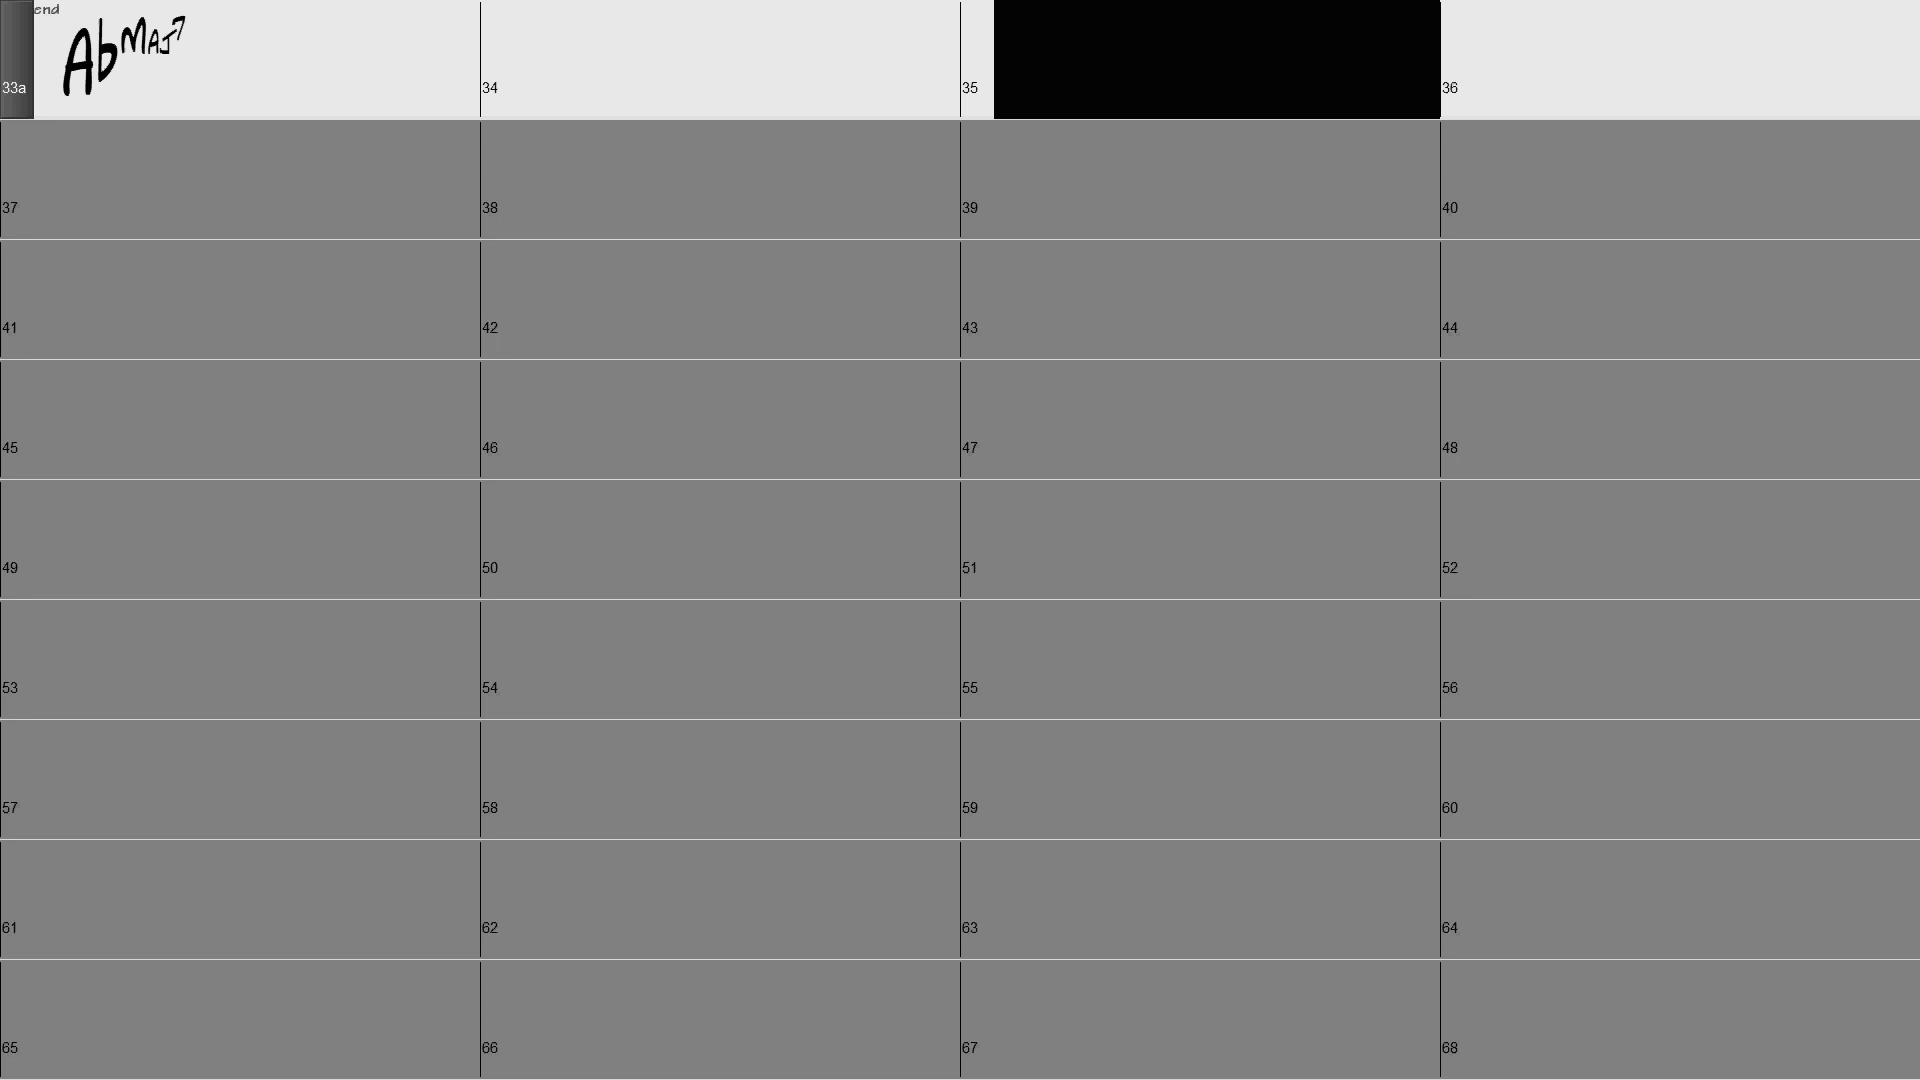 end
AbMAJ7
33a 34 35 36
37 38 39 40
41 42 43 44
45 46 47 48
49 50 51 52
53 54 55 56
57 58 59 60
61 62 63 64
65 66 67 68